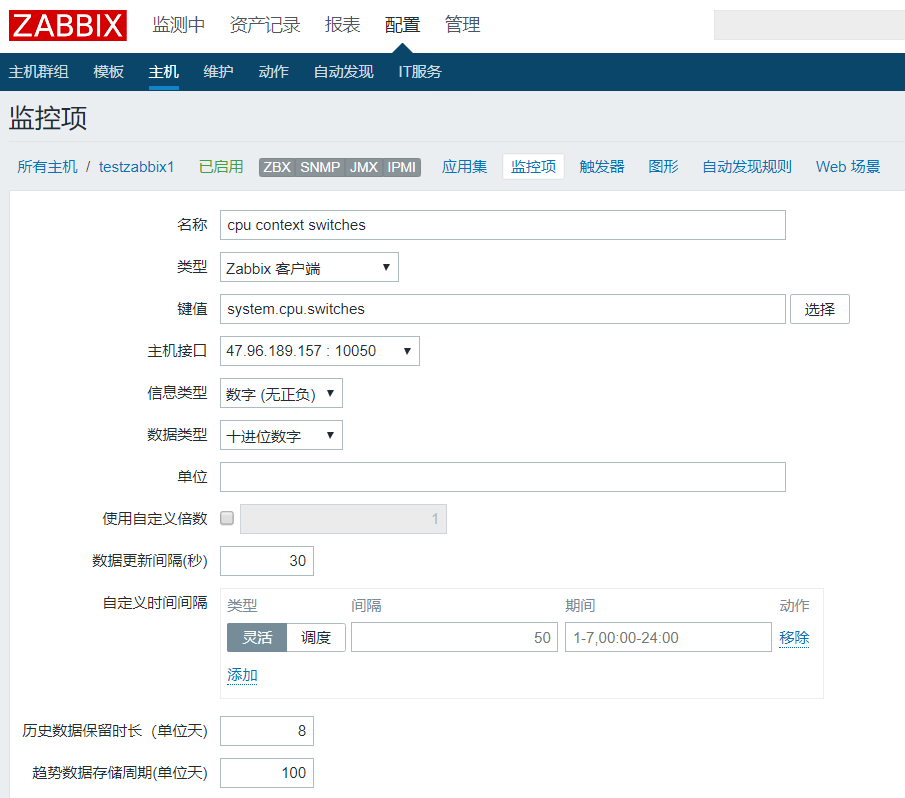 ZABBIX 监测中 资产记录 报表 配置 管理
主机群组 模板 主机 维护 动作 自动发现 IT服务
监控项
所有主机 / testzabbix1 已启用 ZBX SNMP JMX IPMI 应用集 监控项 触发器 图形 自动发现规则 Web 场景
名称 cpu context switches
类型 Zabbix 客户端
键值 system.cpu.switches 选择
主机接口 47.96.189.157 : 10050
信息类型 数字 (无正负)
数据类型 十进位数字
单位
使用自定义倍数 1
数据更新间隔(秒) 30
自定义时间间隔 类型 间隔 期间 动作
灵活 调度 50 1-7,00:00-24:00 移除
添加
历史数据保留时长（单位天) 8
趋势数据存储周期(单位天) 100